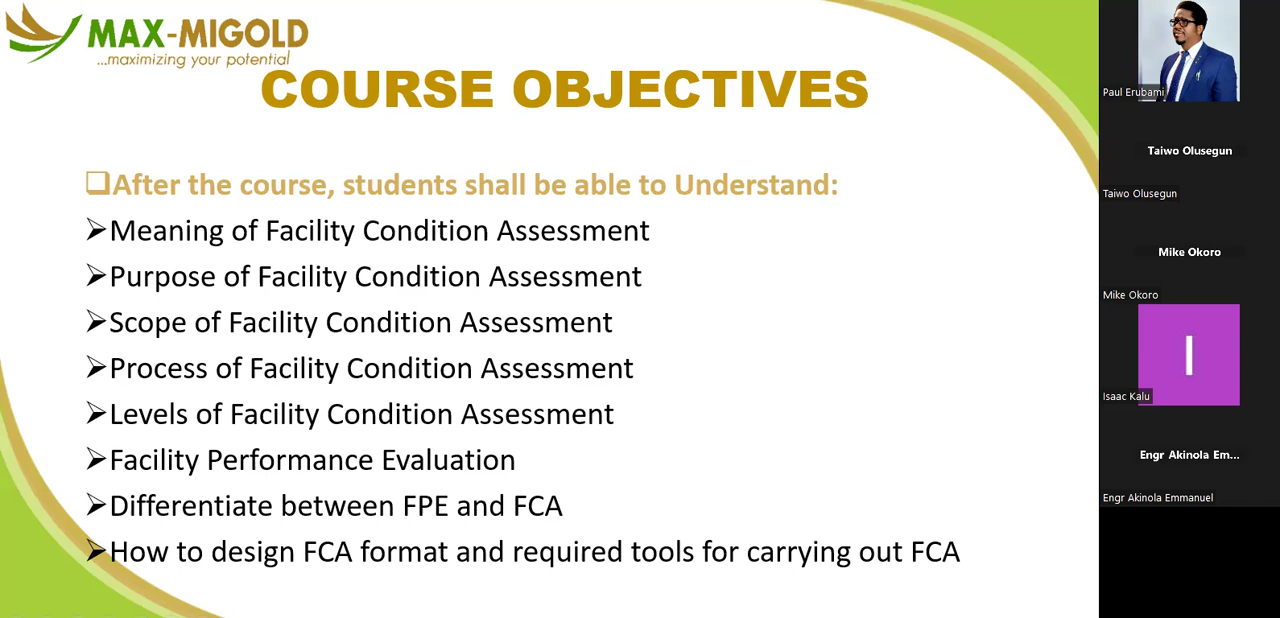 MAX-MIGOLD
...maximizing your potential
COURSE OBJECTIVES
❑After the course, students shall be able to Understand:
➢Meaning of Facility Condition Assessment
➢Purpose of Facility Condition Assessment
➢Scope of Facility Condition Assessment
➢Process of Facility Condition Assessment
➢Levels of Facility Condition Assessment
➢Facility Performance Evaluation
➢Differentiate between FPE and FCA
➢How to design FCA format and required tools for carrying out FCA
Paul Erubami
Taiwo Olusegun
Taiwo Olusegun
Mike Okoro
Mike Okoro
I
Isaac Kalu
Engr Akinola Em...
Engr Akinola Emmanuel